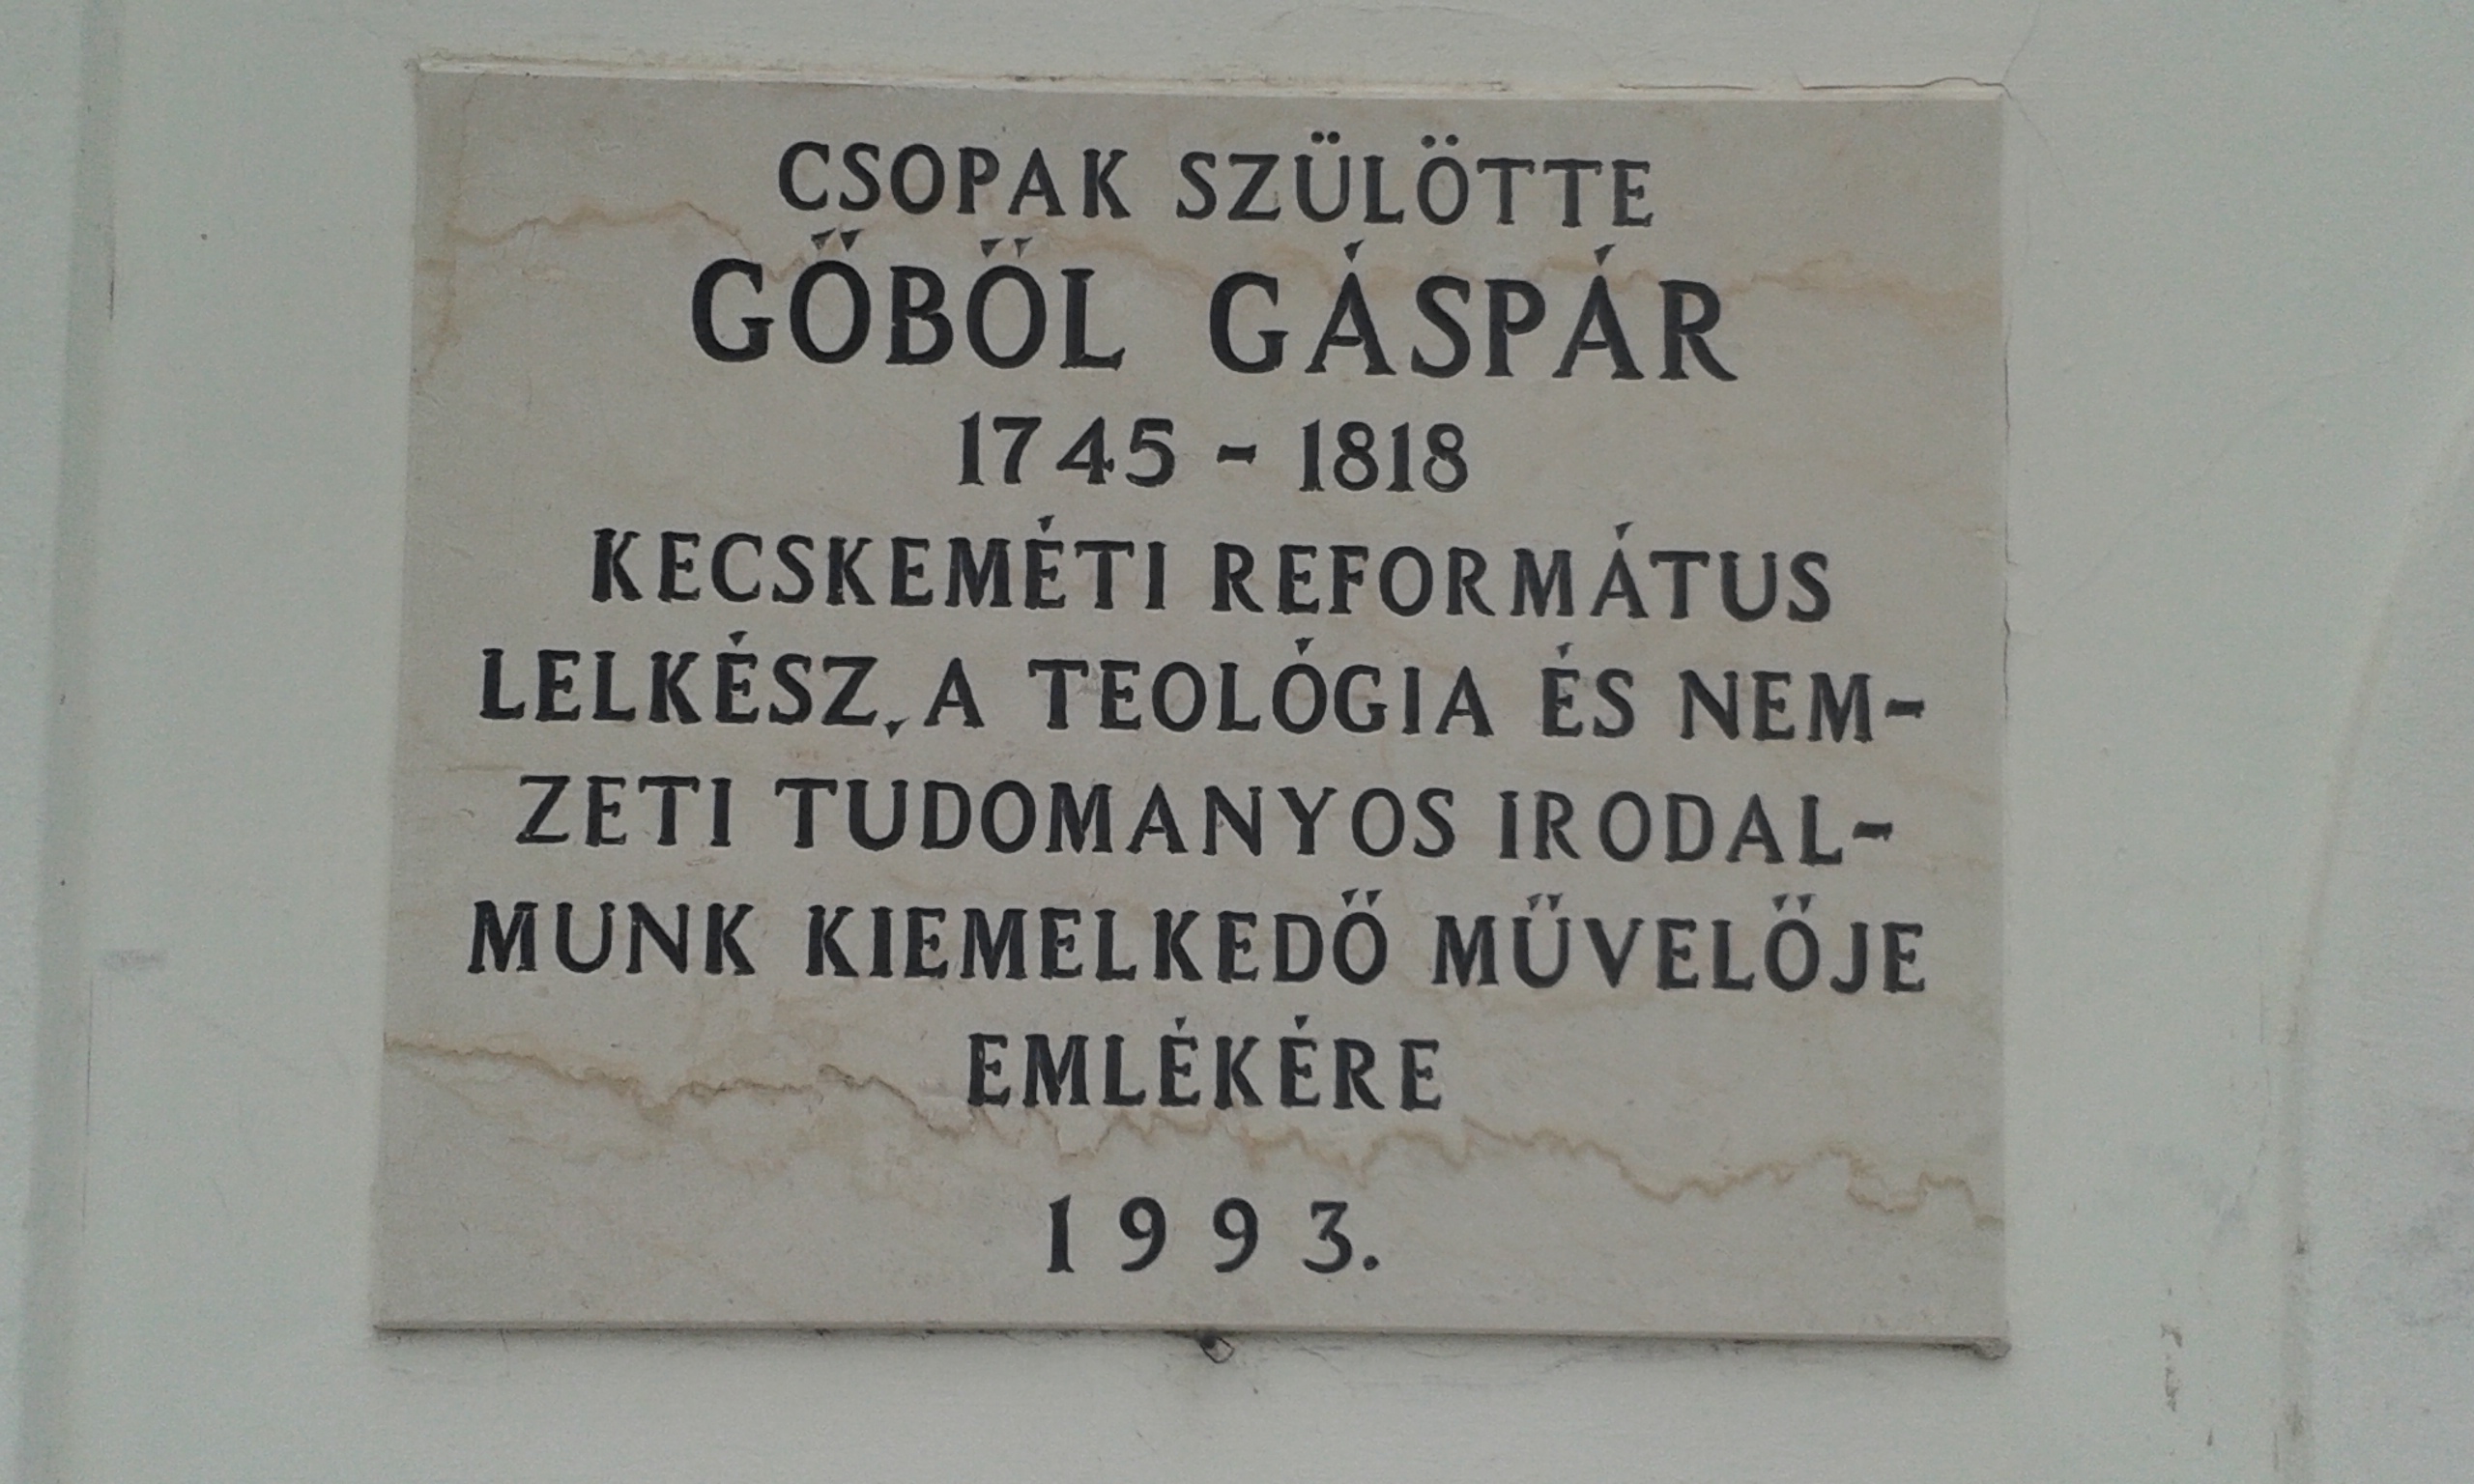 CSOPAK SZÜLÖTTE
GŐBŐL GÁSPÁR
1745 - 1818
KECSKEMÉTI REFORMÁTUS
LELKÉSZ, A TEOLÓGIA ÉS NEM-
ZETI TUDOMANYOS IRODAL-
MUNK KIEMELKEDŐ MŰVELŐJE
EMLÉKÉRE
1993.